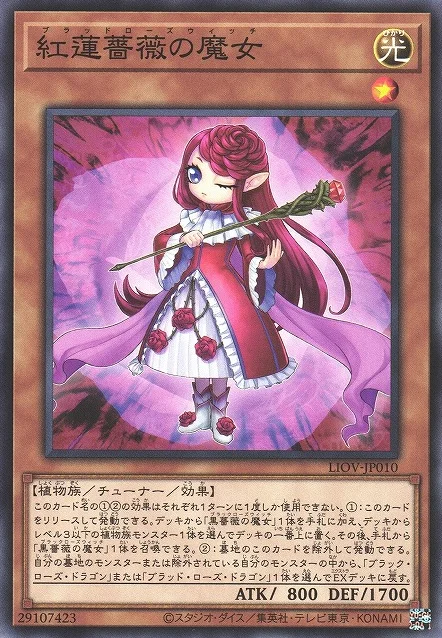 ブラッドローズウィッチ
紅蓮薔薇の魔女
ひかり
光
LIOV-JP010
【植物族／チューナー／効果】
このカード名の①②の効果はそれぞれ1ターンに1度しか使用できない。①:このカード
をリリースして発動できる。デッキから「黒薔薇の魔女」1体を手札に加え、デッキから
レベル3以下の植物族モンスター1体を選んでデッキの一番上に置く。その後、手札から
「黒薔薇の魔女」1体を召喚できる。②:墓地のこのカードを除外して発動できる。
自分の墓地のモンスターまたは除外されている自分のモンスターの中から、「ブラック・
ローズ・ドラゴン」または「ブラッド・ローズ・ドラゴン」1体を選んでEXデッキに戻す。
ATK/ 800 DEF/1700
29107423
©スタジオ・ダイス／集英社・テレビ東京・KONAMI